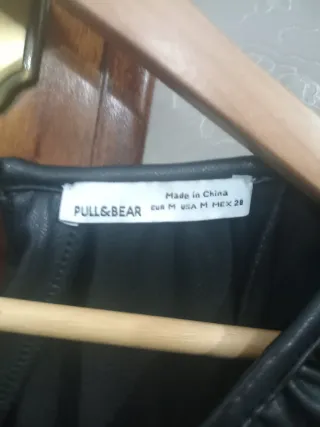 PULL&BEAR
Made in China
EUR M USA M MEX 28